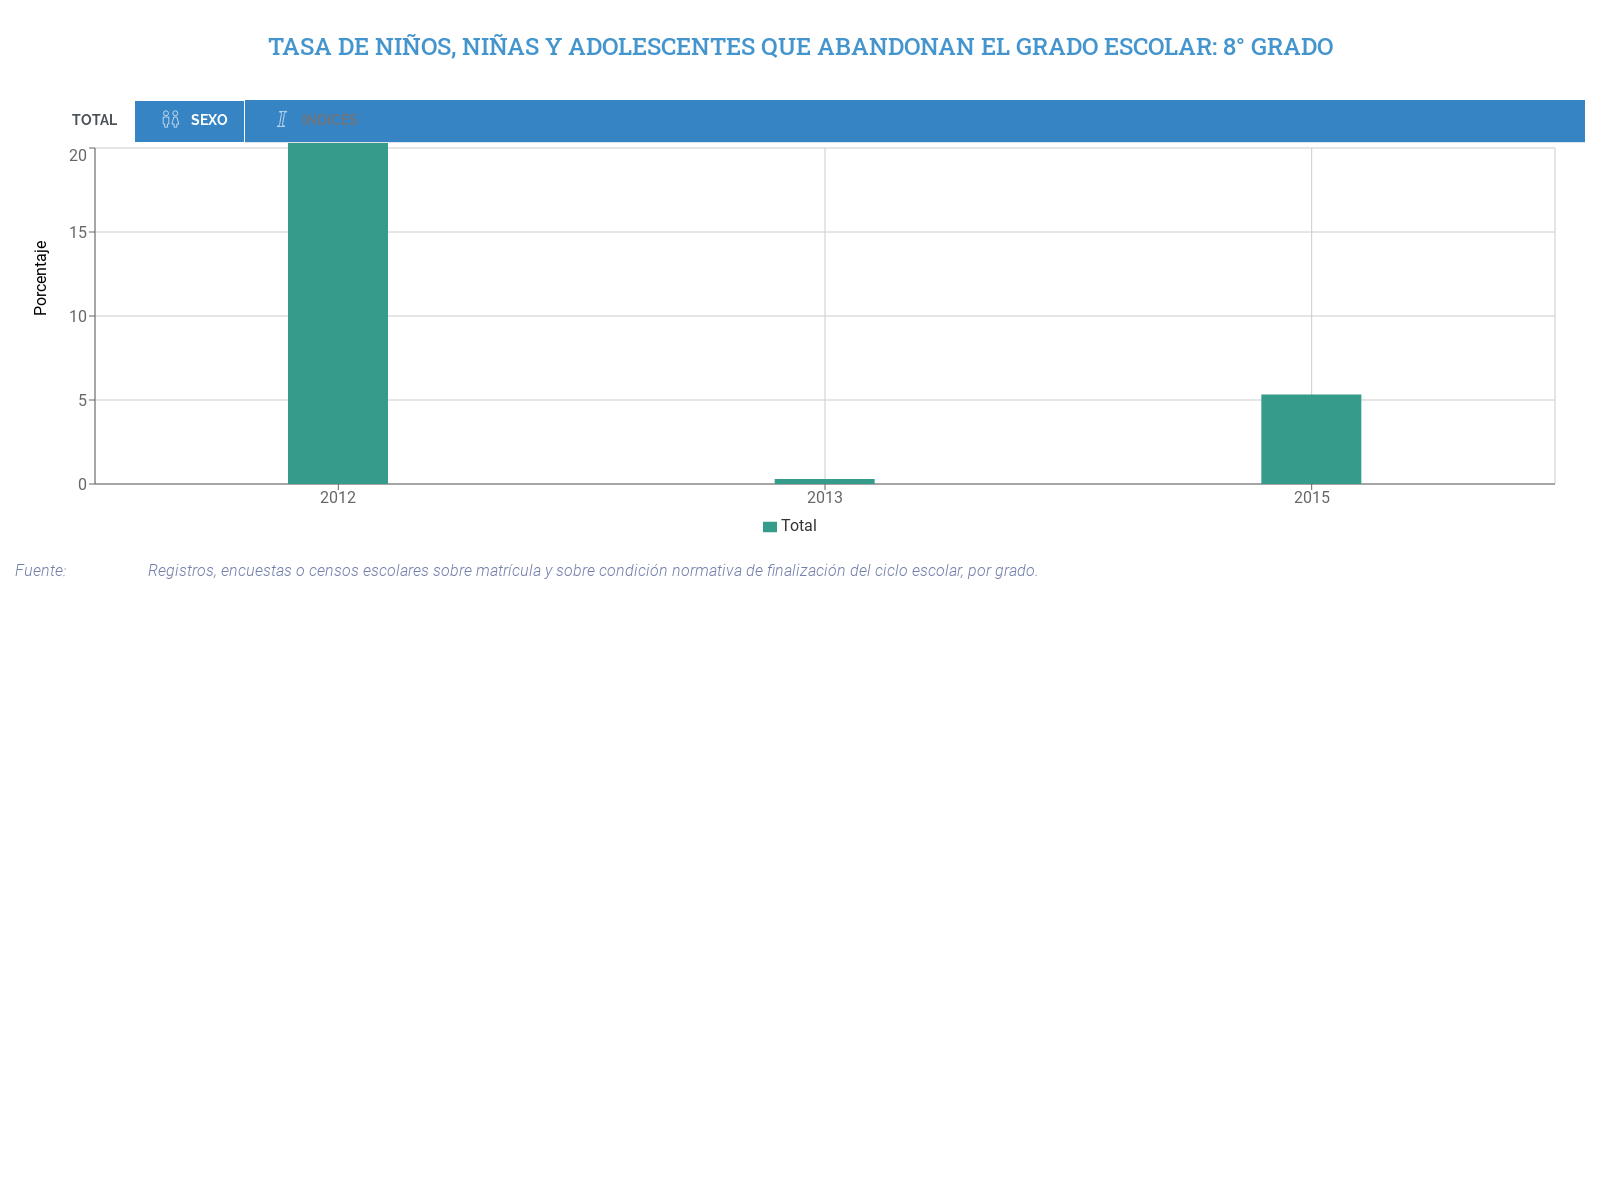 TASA DE NIÑOS, NIÑAS Y ADOLESCENTES QUE ABANDONAN EL GRADO ESCOLAR: 8° GRADO
TOTAL SEXO INDICES
20
15
10
5
0
Porcentaje
2012 2013 2015
Total
Fuente: Registros, encuestas o censos escolares sobre matrícula y sobre condición normativa de finalización del ciclo escolar, por grado.